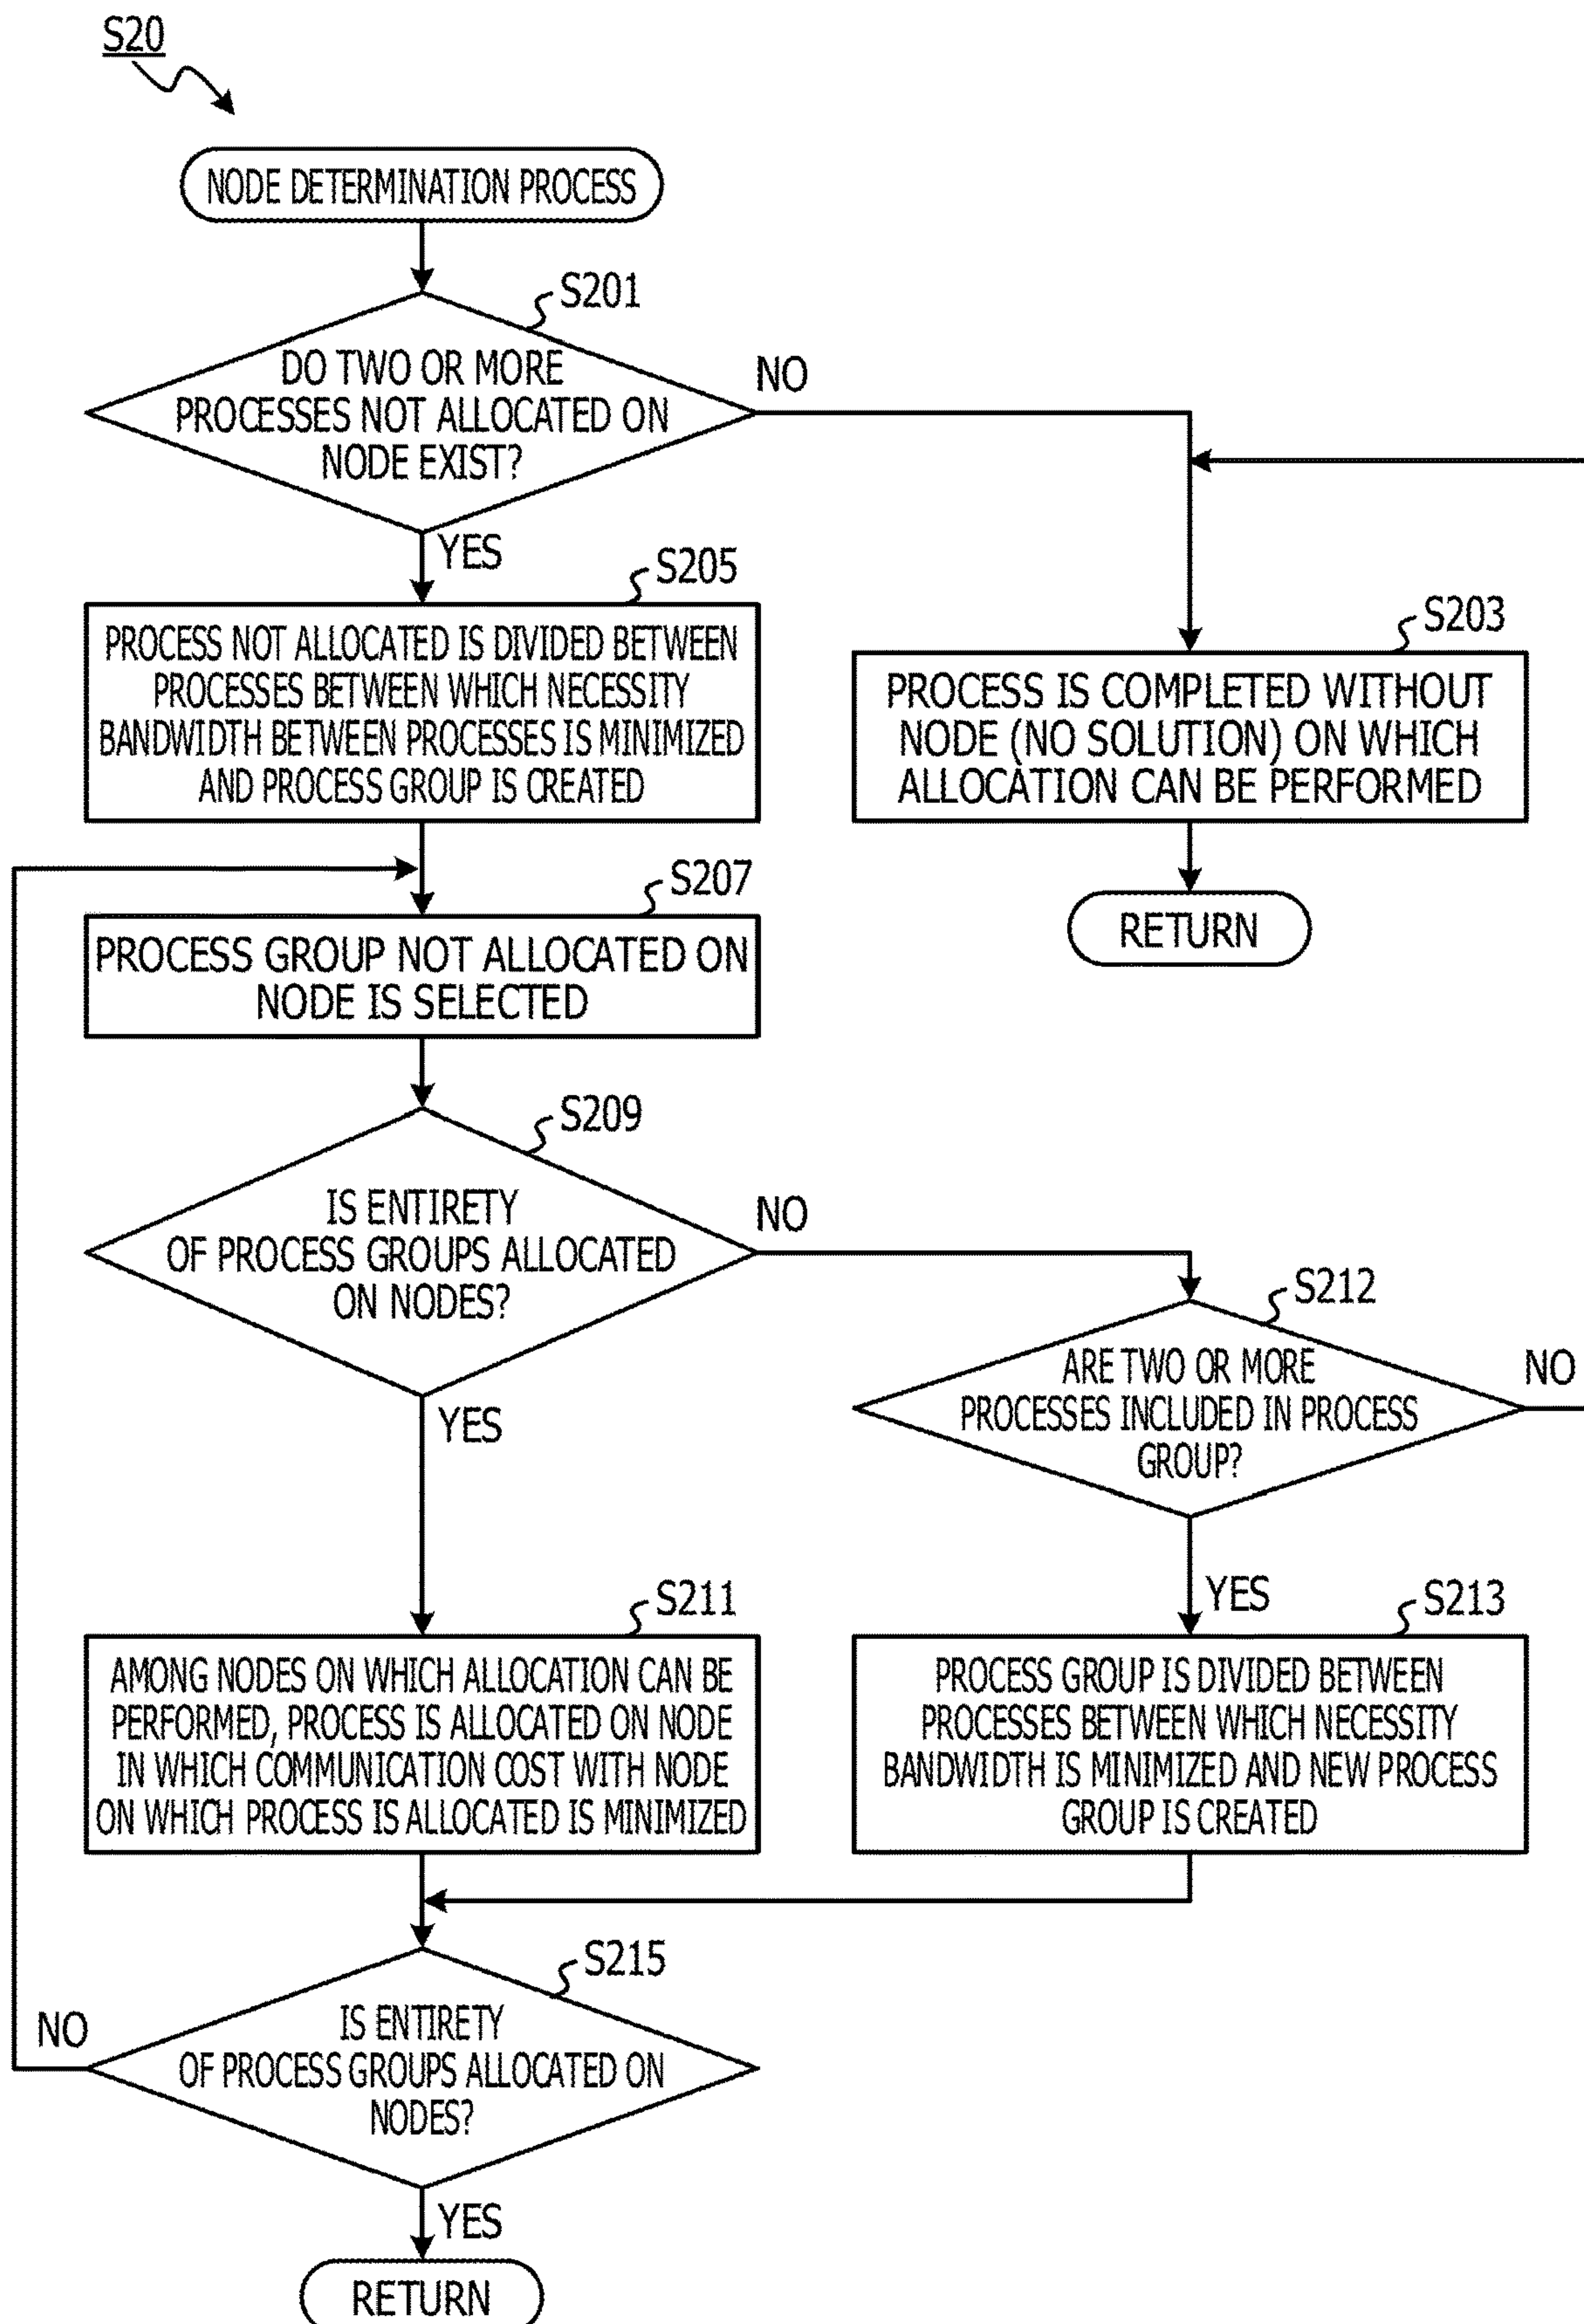 S20
NODE DETERMINATION PROCESS
S201
DO TWO OR MORE
PROCESSES NOT ALLOCATED ON
NODE EXIST?
NO
YES
S205
PROCESS NOT ALLOCATED IS DIVIDED BETWEEN
PROCESSES BETWEEN WHICH NECESSITY
BANDWIDTH BETWEEN PROCESSES IS MINIMIZED
AND PROCESS GROUP IS CREATED
S203
PROCESS IS COMPLETED WITHOUT
NODE (NO SOLUTION) ON WHICH
ALLOCATION CAN BE PERFORMED
RETURN
S207
PROCESS GROUP NOT ALLOCATED ON
NODE IS SELECTED
S209
IS ENTIRETY
OF PROCESS GROUPS ALLOCATED
ON NODES?
NO
YES
S212
ARE TWO OR MORE
PROCESSES INCLUDED IN PROCESS
GROUP?
NO
YES
S211
AMONG NODES ON WHICH ALLOCATION CAN BE
PERFORMED, PROCESS IS ALLOCATED ON NODE
IN WHICH COMMUNICATION COST WITH NODE
ON WHICH PROCESS IS ALLOCATED IS MINIMIZED
S213
PROCESS GROUP IS DIVIDED BETWEEN
PROCESSES BETWEEN WHICH NECESSITY
BANDWIDTH IS MINIMIZED AND NEW PROCESS
GROUP IS CREATED
S215
IS ENTIRETY
OF PROCESS GROUPS ALLOCATED ON
NODES?
NO
YES
RETURN